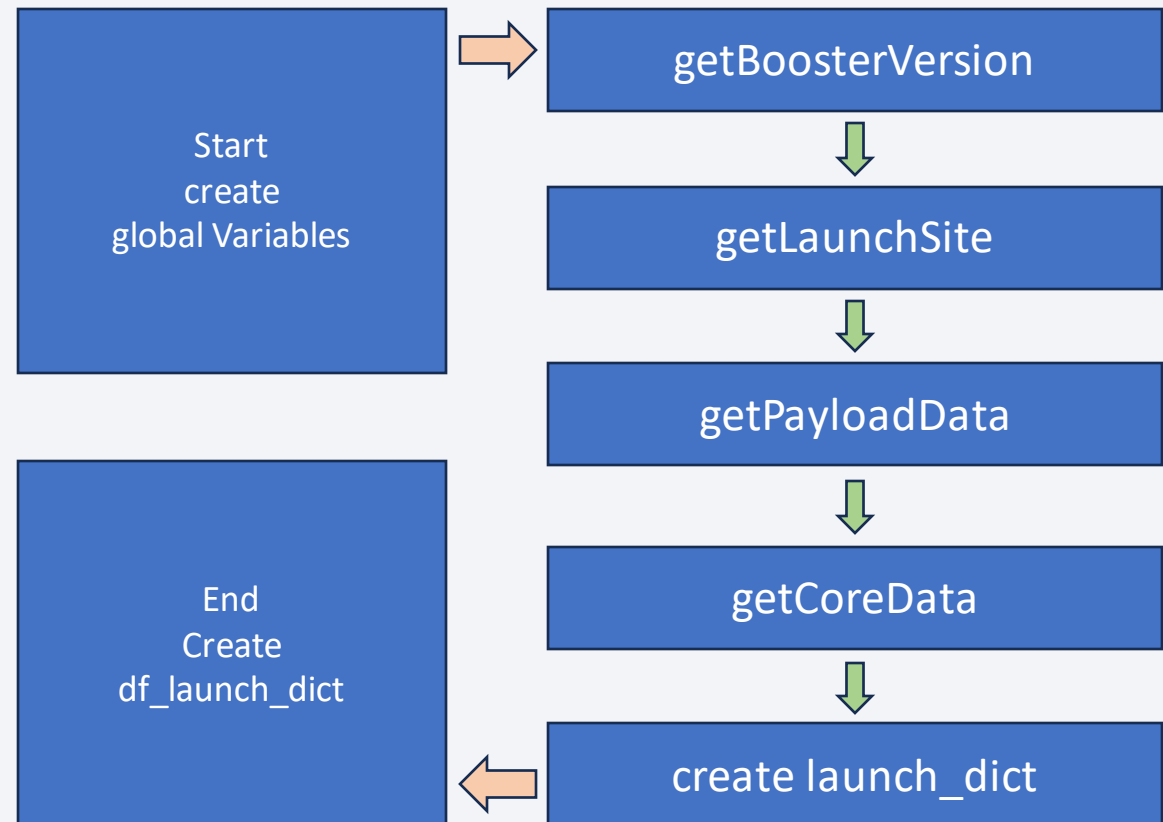 Start
create
global Variables
getBoosterVersion
getLaunchSite
getPayloadData
getCoreData
create launch_dict
End
Create
df_launch_dict